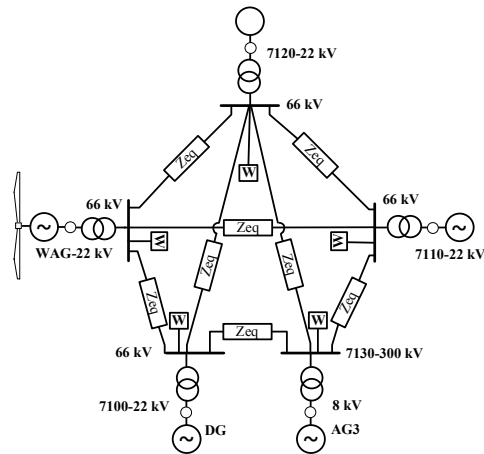 7120-22 kV
66 kV
Zeq
Zeq
W
66 kV
66 kV
~
W
Zeq
W
~
WAG-22 kV
7110-22 kV
Zeq
Zeq
Zeq
Zeq
W
W
66 kV
Zeq
7130-300 kV
7100-22 kV
8 kV
~
DG
~
AG3